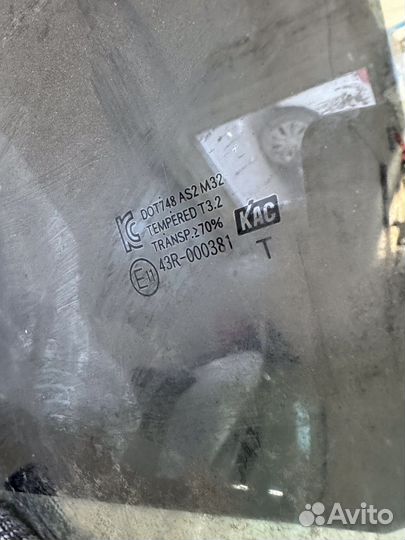 DOT748 AS2 M32
TEMPERED T3.2
TRANSP.≥70%
E11 43R-000381
KAC
T
Avito